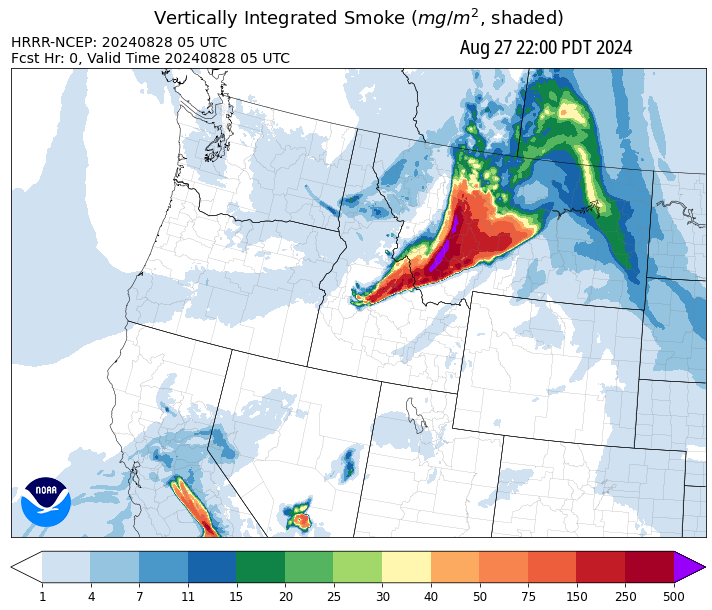 Vertically Integrated Smoke (mg/m², shaded)
HRRR-NCEP: 20240828 05 UTC
Fcst Hr: 0, Valid Time 20240828 05 UTC
Aug 27 22:00 PDT 2024
NOAA
1 4 7 11 15 20 25 30 40 50 75 150 250 500